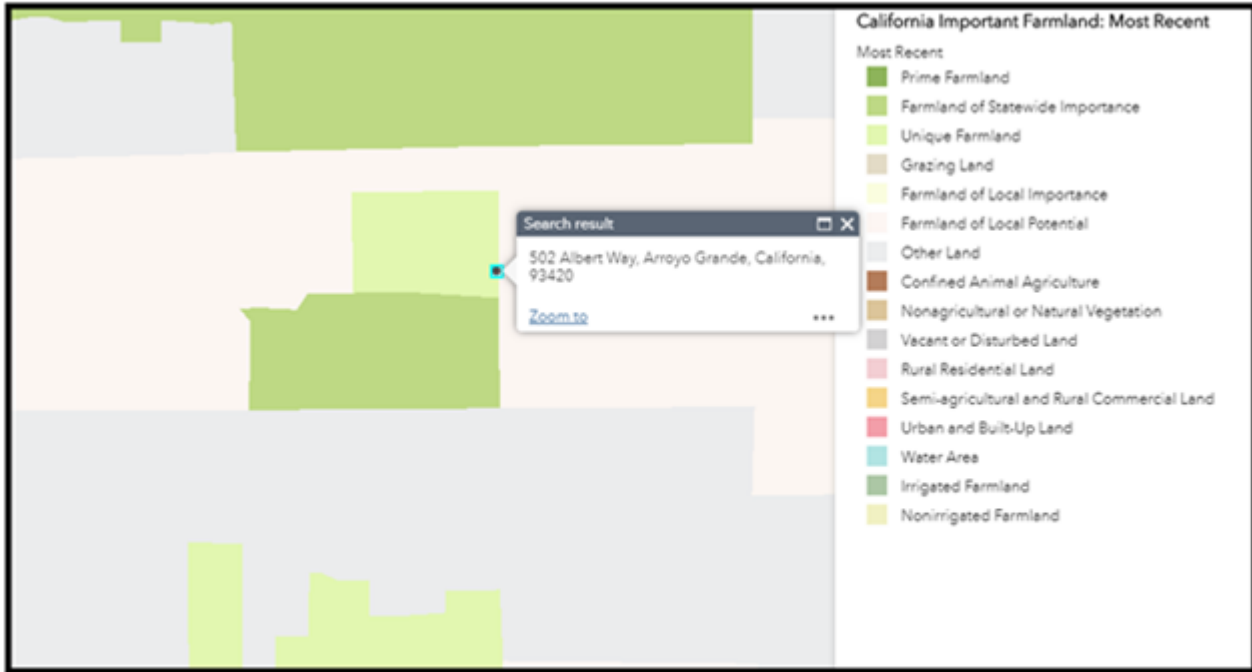 California Important Farmland: Most Recent
Most Recent
Prime Farmland
Farmland of Statewide Importance
Unique Farmland
Grazing Land
Farmland of Local Importance
Farmland of Local Potential
Other Land
Confined Animal Agriculture
Nonagricultural or Natural Vegetation
Vacant or Disturbed Land
Rural Residential Land
Semi-agricultural and Rural Commercial Land
Urban and Built-Up Land
Water Area
Irrigated Farmland
Nonirrigated Farmland
Search result
502 Albert Way, Arroyo Grande, California,
93420
Zoom to